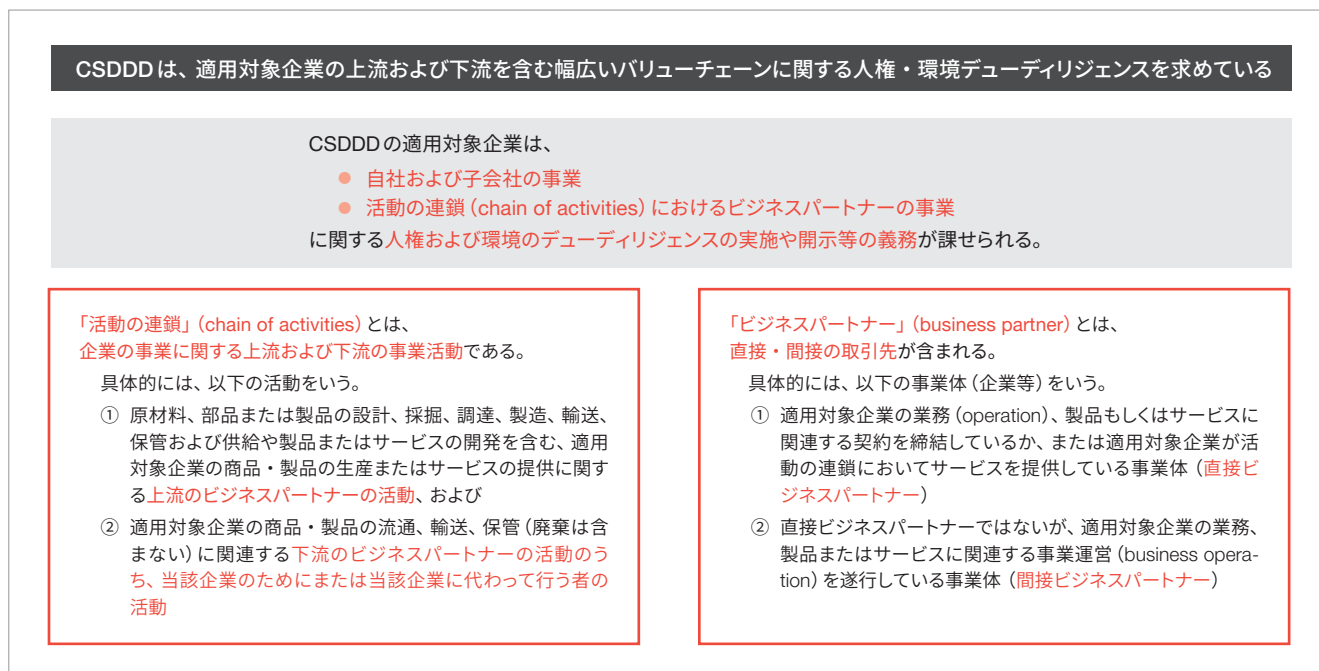 CSDDDは、適用対象企業の上流および下流を含む幅広いバリューチェーンに関する人権・環境デューディリジェンスを求めている
CSDDDの適用対象企業は、
● 自社および子会社の事業
● 活動の連鎖（chain of activities）におけるビジネスパートナーの事業
に関する人権および環境のデューディリジェンスの実施や開示等の義務が課せられる。
「活動の連鎖」（chain of activities）とは、
企業の事業に関する上流および下流の事業活動である。
具体的には、以下の活動をいう。
① 原材料、部品または製品の設計、採掘、調達、製造、輸送、
保管および供給や製品またはサービスの開発を含む、適用
対象企業の商品・製品の生産またはサービスの提供に関す
る上流のビジネスパートナーの活動、および
② 適用対象企業の商品・製品の流通、輸送、保管（廃棄は含
まない）に関連する下流のビジネスパートナーの活動のう
ち、当該企業のためにまたは当該企業に代わって行う者の
活動
「ビジネスパートナー」（business partner）とは、
直接・間接の取引先が含まれる。
具体的には、以下の事業体（企業等）をいう。
① 適用対象企業の業務（operation）、製品もしくはサービスに
関連する契約を締結しているか、または適用対象企業が活
動の連鎖においてサービスを提供している事業体（直接ビ
ジネスパートナー）
② 直接ビジネスパートナーではないが、適用対象企業の業務、
製品またはサービスに関連する事業運営（business opera-
tion）を遂行している事業体（間接ビジネスパートナー）